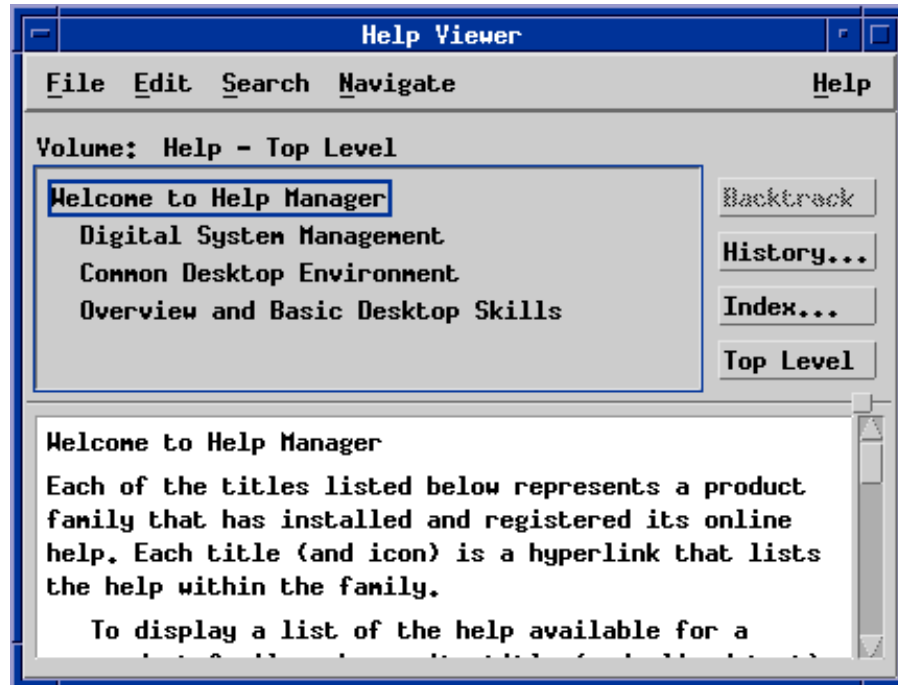 Help Viewer
File Edit Search Navigate Help
Volume: Help - Top Level
Welcome to Help Manager
Digital System Management
Common Desktop Environment
Overview and Basic Desktop Skills
Backtrack
History...
Index...
Top Level
Welcome to Help Manager
Each of the titles listed below represents a product
family that has installed and registered its online
help. Each title (and icon) is a hyperlink that lists
the help within the family.
To display a list of the help available for a